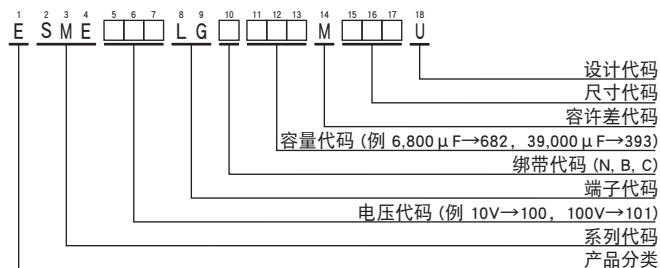 1 2 3 4 5 6 7 8 9 10 11 12 13 14 15 16 17 18
E S M E □□□ L G □ □□□ M □□□ U
设计代码
尺寸代码
容许差代码
容量代码 (例 6,800μF→682，39,000μF→393)
绑带代码 (N, B, C)
端子代码
电压代码 (例 10V→100，100V→101)
系列代码
产品分类